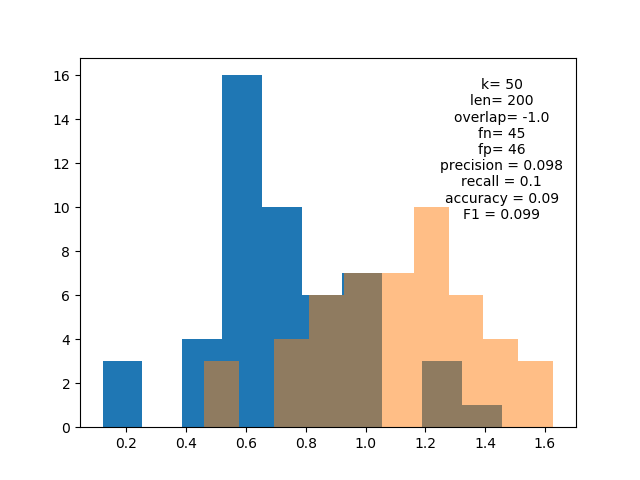 16
14
12
10
8
6
4
2
0
0.2 0.4 0.6 0.8 1.0 1.2 1.4 1.6
k= 50
len= 200
overlap= -1.0
fn= 45
fp= 46
precision = 0.098
recall = 0.1
accuracy = 0.09
F1 = 0.099